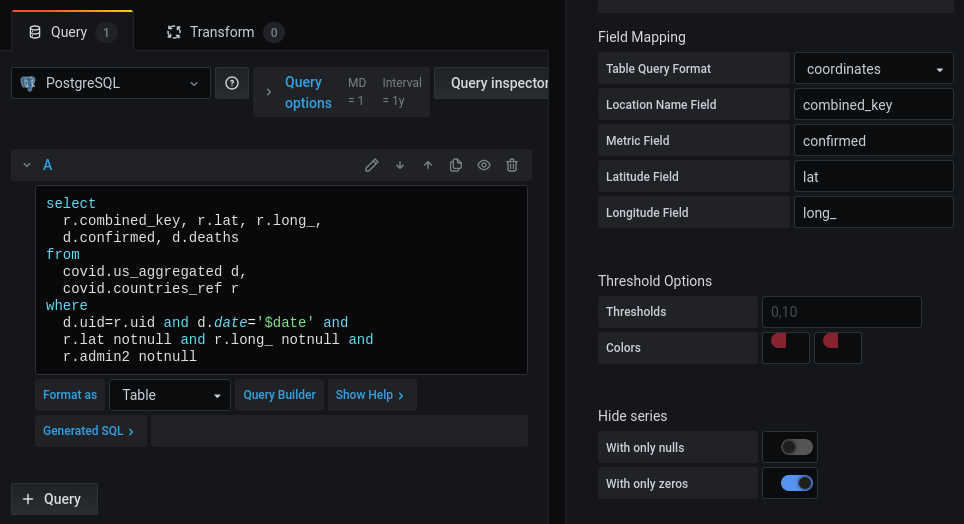 Query 1
Transform 0
PostgreSQL
Query options
MD = 1
Interval = 1y
Query inspector
A
select
r.combined_key, r.lat, r.long_,
d.confirmed, d.deaths
from
covid.us_aggregated d,
covid.countries_ref r
where
d.uid=r.uid and d.date='$date' and
r.lat notnull and r.long_ notnull and
r.admin2 notnull
Format as
Table
Query Builder
Show Help
Generated SQL
+ Query
Field Mapping
Table Query Format
coordinates
Location Name Field
combined_key
Metric Field
confirmed
Latitude Field
lat
Longitude Field
long_
Threshold Options
Thresholds
0,10
Colors
Hide series
With only nulls
With only zeros